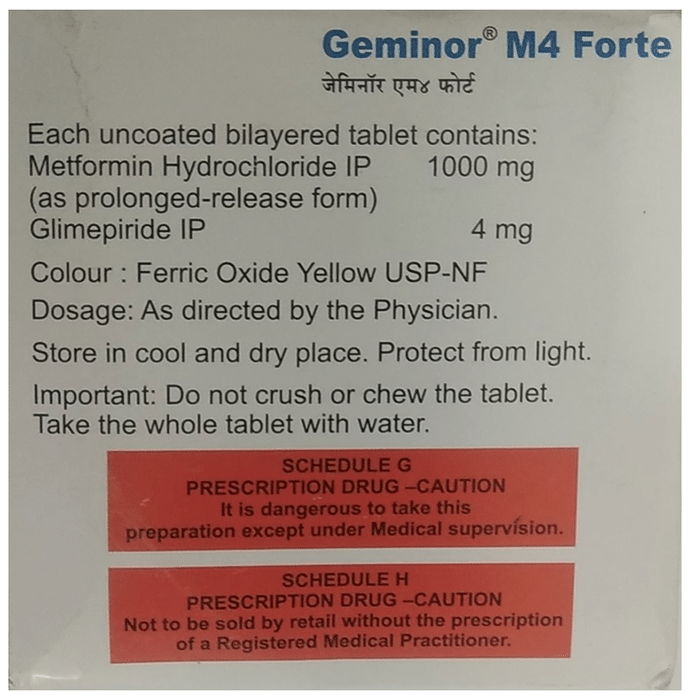 Geminor® M4 Forte
जेमिनॉर एम४ फोर्ट
Each uncoated bilayered tablet contains:
Metformin Hydrochloride IP 1000 mg
(as prolonged-release form)
Glimepiride IP 4 mg
Colour : Ferric Oxide Yellow USP-NF
Dosage: As directed by the Physician.
Store in cool and dry place. Protect from light.
Important: Do not crush or chew the tablet.
Take the whole tablet with water.
SCHEDULE G
PRESCRIPTION DRUG –CAUTION
It is dangerous to take this
preparation except under Medical supervision.
SCHEDULE H
PRESCRIPTION DRUG –CAUTION
Not to be sold by retail without the prescription
of a Registered Medical Practitioner.